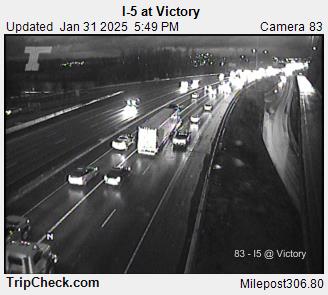 I-5 at Victory
Updated Jan 31 2025 5:49 PM Camera 83
T
N
83 - I5 @ Victory
TripCheck.com Milepost306.80